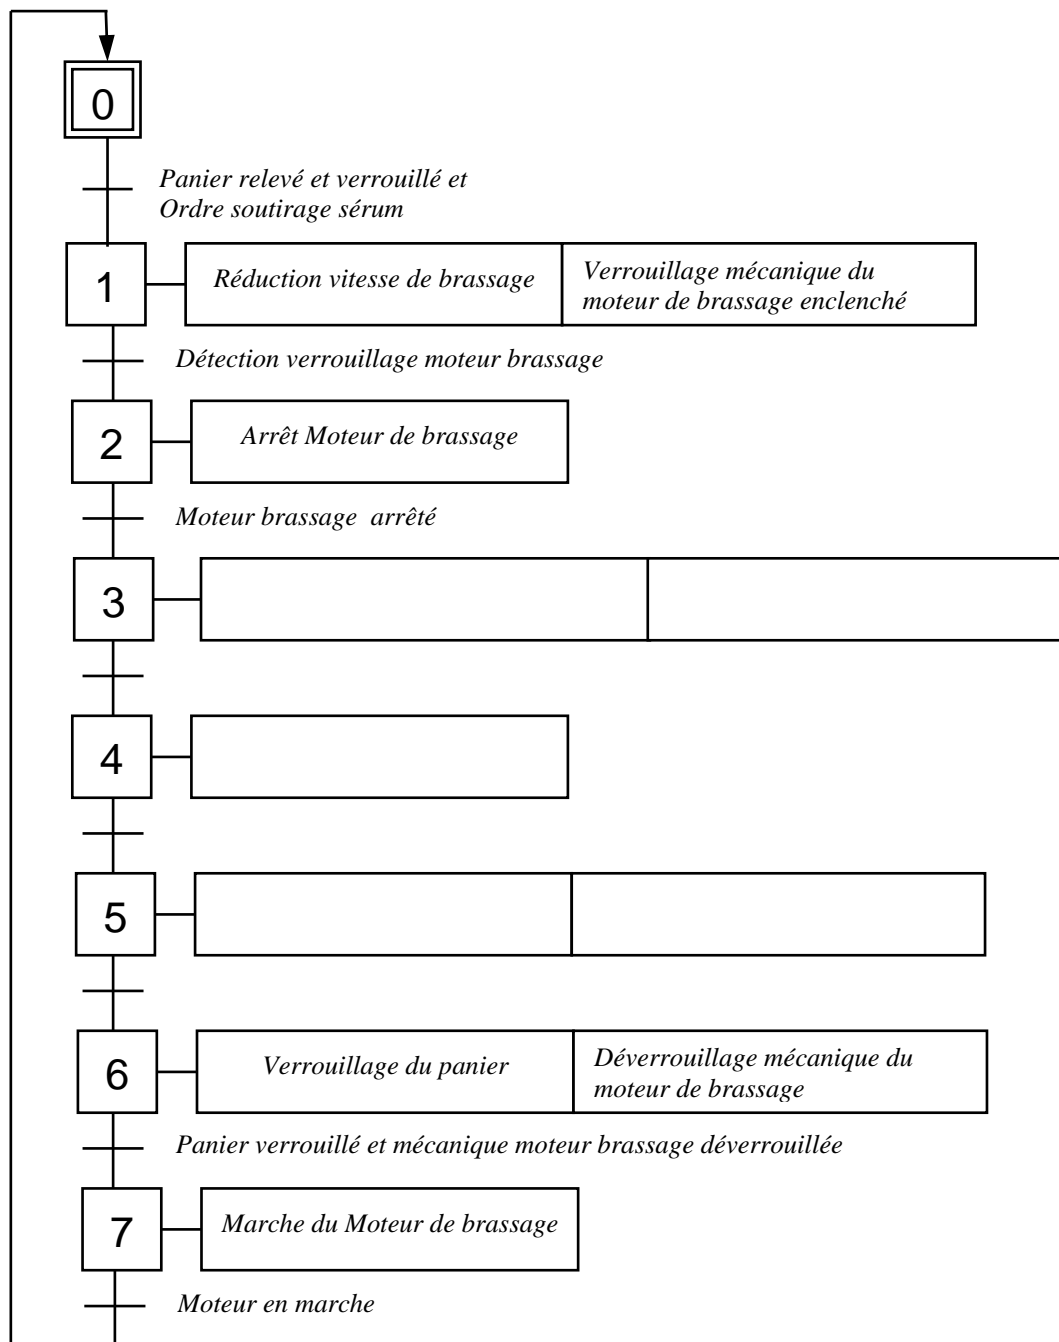 0
Panier relevé et verrouillé et
Ordre soutirage sérum
1
Réduction vitesse de brassage
Verrouillage mécanique du
moteur de brassage enclenché
Détection verrouillage moteur brassage
2
Arrêt Moteur de brassage
Moteur brassage arrêté
3
4
5
6
Verrouillage du panier
Déverrouillage mécanique du
moteur de brassage
Panier verrouillé et mécanique moteur brassage déverrouillée
7
Marche du Moteur de brassage
Moteur en marche